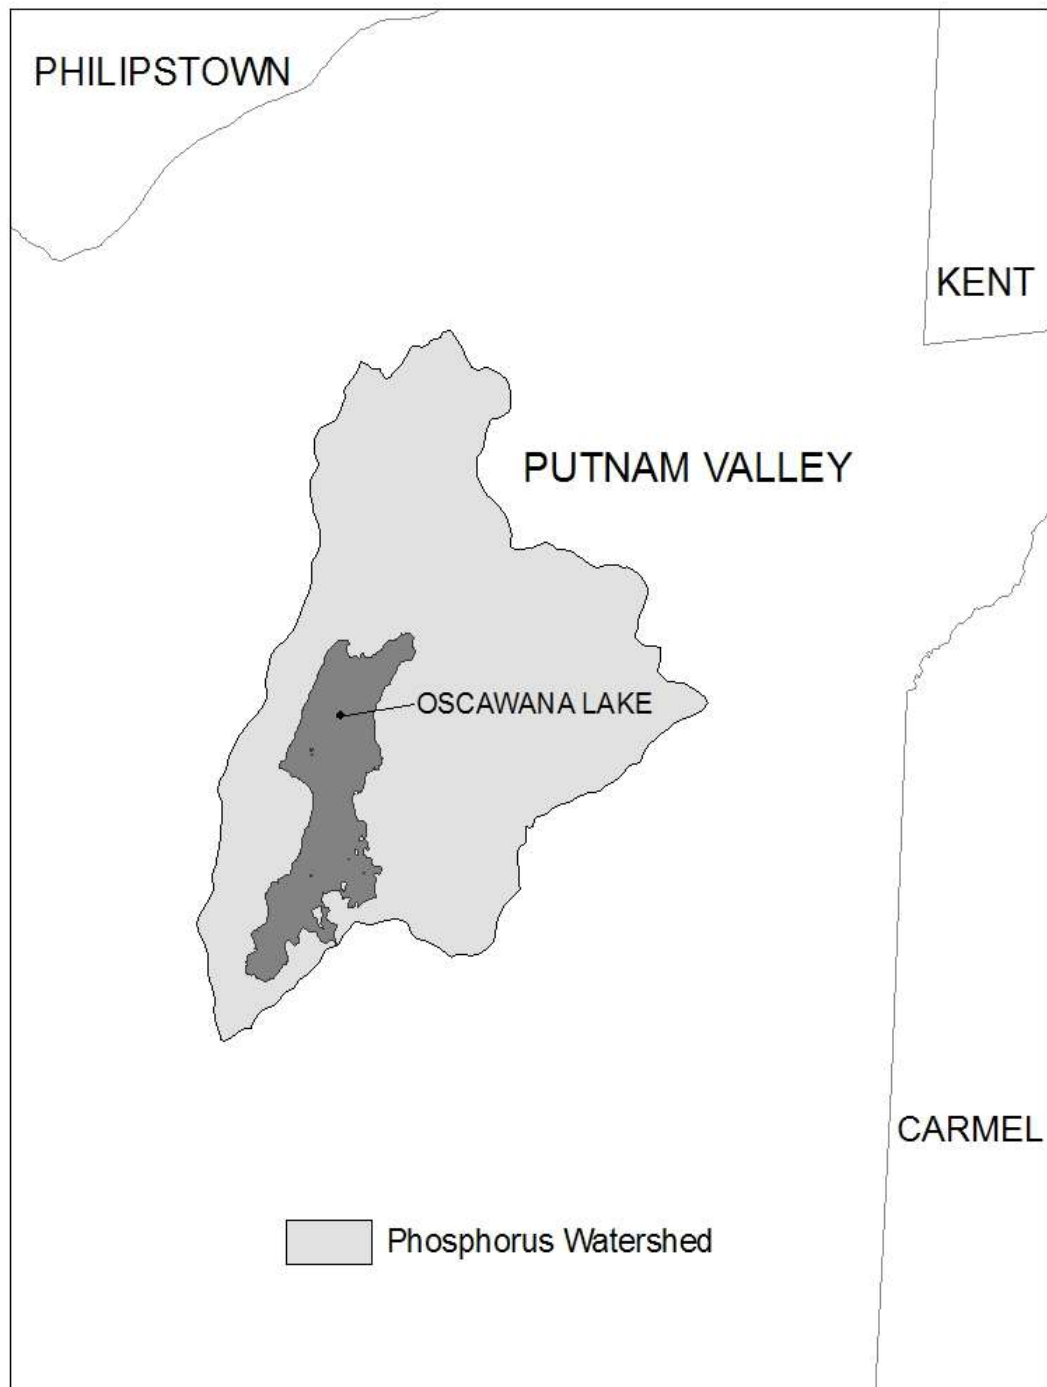 PHILIPSTOWN
KENT
PUTNAM VALLEY
OSCAWANA LAKE
CARMEL
Phosphorus Watershed